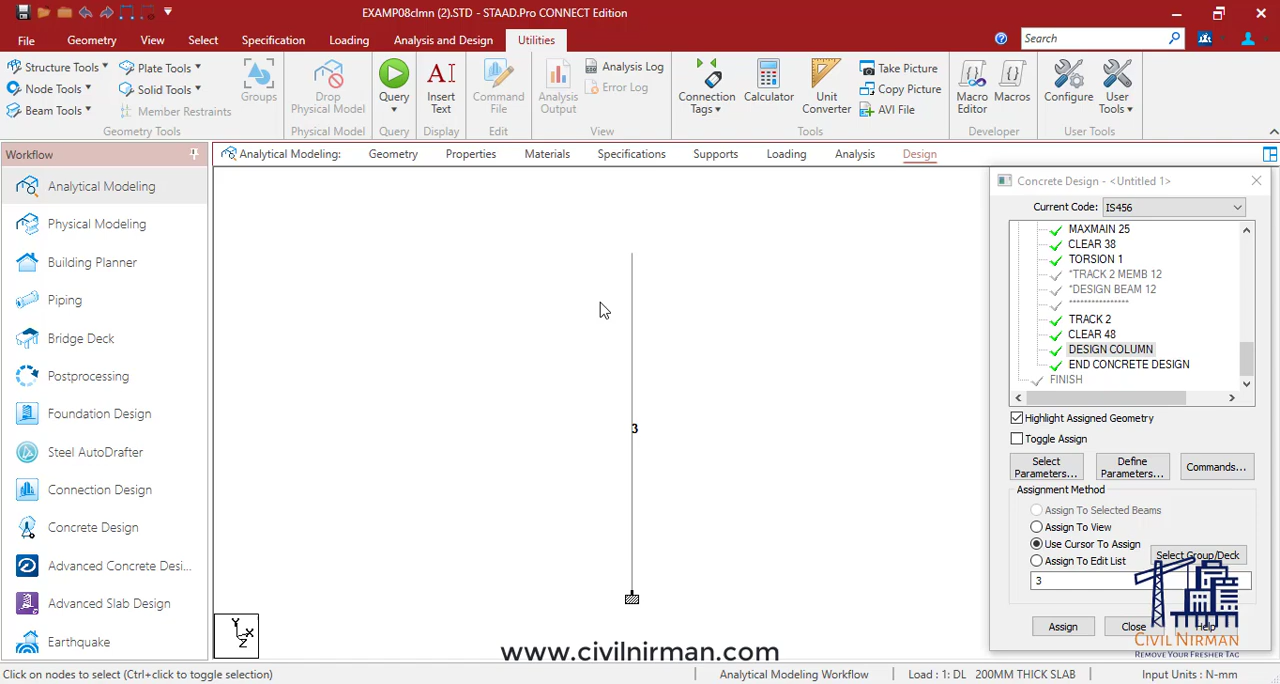 EXAMP08clmn (2).STD - STAAD.Pro CONNECT Edition
File Geometry View Select Specification Loading Analysis and Design Utilities Search
Structure Tools Plate Tools
Node Tools Solid Tools
Beam Tools Member Restraints
Geometry Tools
Groups
Drop Physical Model
Physical Model
Query
Query
Insert Text
Display
Command File
Edit
Analysis Output
Analysis Log
Error Log
View
Connection Tags
Calculator
Unit Converter
Take Picture
Copy Picture
AVI File
Tools
Macro Editor
Macros
Developer
Configure
User Tools
User Tools
Workflow
Analytical Modeling: Geometry Properties Materials Specifications Supports Loading Analysis Design
Analytical Modeling
Physical Modeling
Building Planner
Piping
Bridge Deck
Postprocessing
Foundation Design
Steel AutoDrafter
Connection Design
Concrete Design
Advanced Concrete Desi...
Advanced Slab Design
Earthquake
3
Y
X
Z
Concrete Design - <Untitled 1>
Current Code: IS456
MAXMAIN 25
CLEAR 38
TORSION 1
*TRACK 2 MEMB 12
*DESIGN BEAM 12
***************
TRACK 2
CLEAR 48
DESIGN COLUMN
END CONCRETE DESIGN
FINISH
Highlight Assigned Geometry
Toggle Assign
Select Parameters...
Define Parameters...
Commands...
Assignment Method
Assign To Selected Beams
Assign To View
Use Cursor To Assign
Select Group/Deck
Assign To Edit List
3
Assign Close Help
CIVIL NIRMAN
REMOVE YOUR FRESHER TAG
www.civilnirman.com
Click on nodes to select (Ctrl+click to toggle selection)
Analytical Modeling Workflow
Load : 1: DL 200MM THICK SLAB
Input Units : N-mm